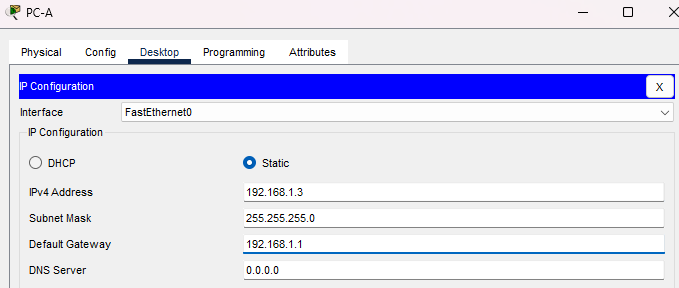 PC-A
Physical Config Desktop Programming Attributes
IP Configuration X
Interface FastEthernet0
IP Configuration
DHCP Static
IPv4 Address 192.168.1.3
Subnet Mask 255.255.255.0
Default Gateway 192.168.1.1
DNS Server 0.0.0.0